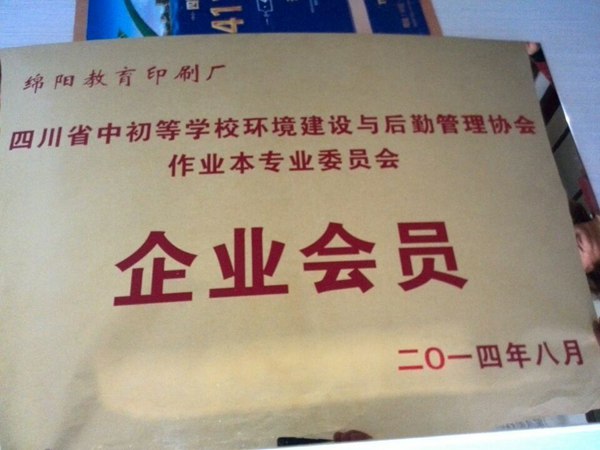 411
绵阳教育印刷厂
四川省中初等学校环境建设与后勤管理协会
作业本专业委员会
企业会员
二〇一四年八月